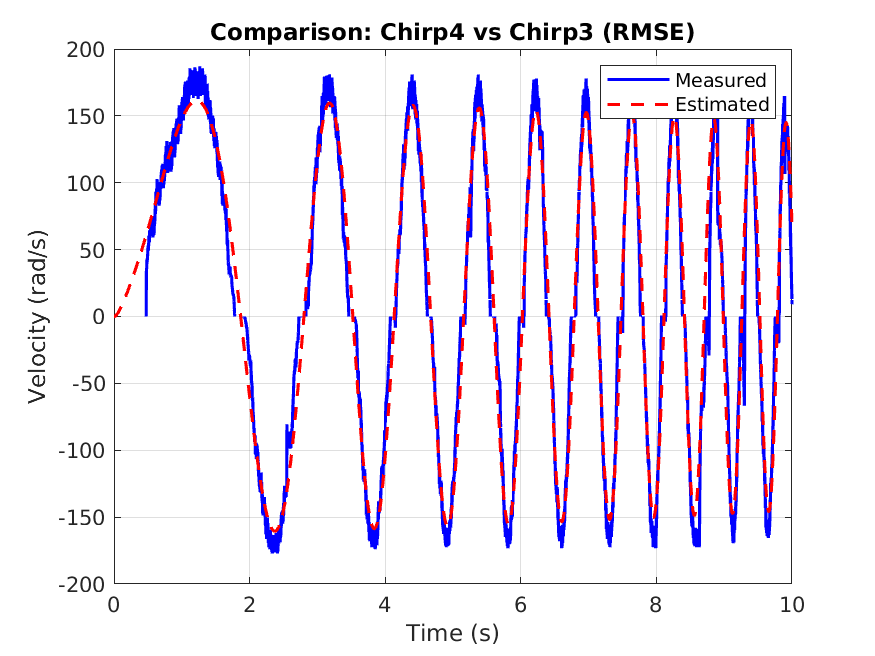 Comparison: Chirp4 vs Chirp3 (RMSE)
Measured
Estimated
200
150
100
50
0
-50
-100
-150
-200
Velocity (rad/s)
0 2 4 6 8 10
Time (s)